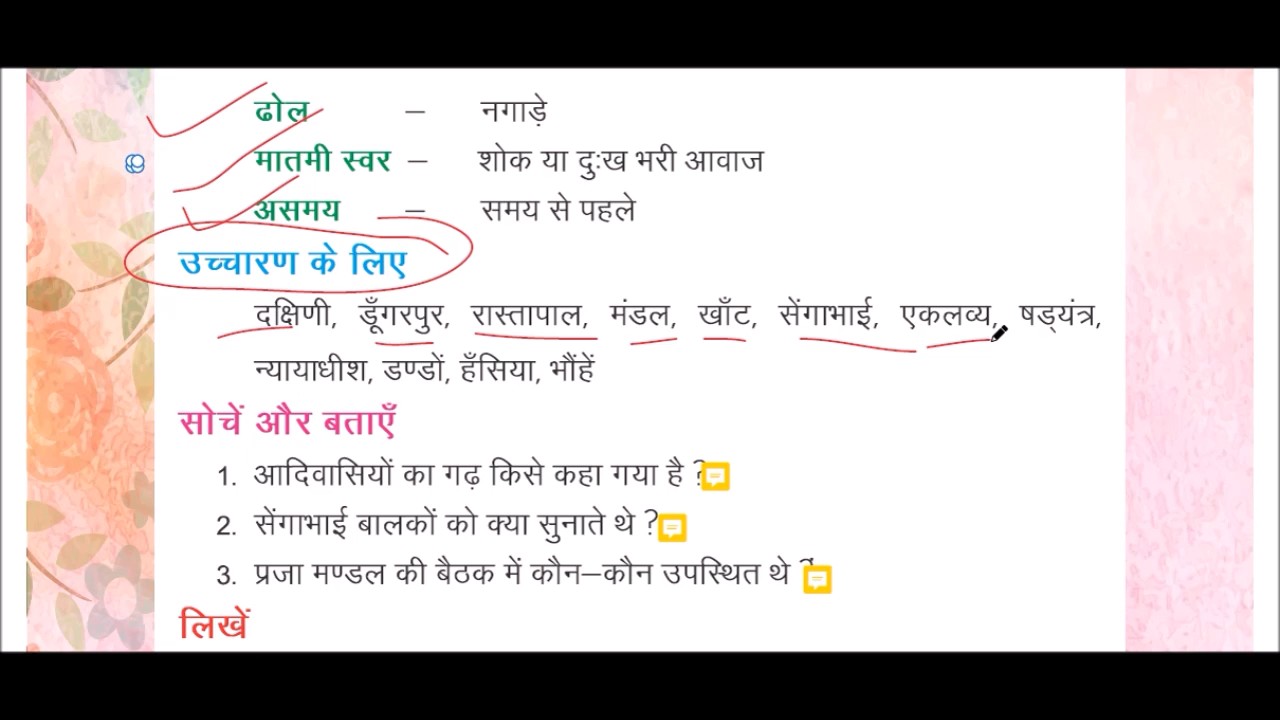 ढोल – नगाड़े
मातमी स्वर – शोक या दुःख भरी आवाज
असमय – समय से पहले
उच्चारण के लिए
दक्षिणी, डूँगरपुर, रास्तापाल, मंडल, खाँट, सेंगाभाई, एकलव्य, षड्यंत्र,
न्यायाधीश, डण्डों, हँसिया, भौंहें
सोचें और बताएँ
1. आदिवासियों का गढ़ किसे कहा गया है ?
2. सेंगाभाई बालकों को क्या सुनाते थे ?
3. प्रजा मण्डल की बैठक में कौन–कौन उपस्थित थे ?
लिखें